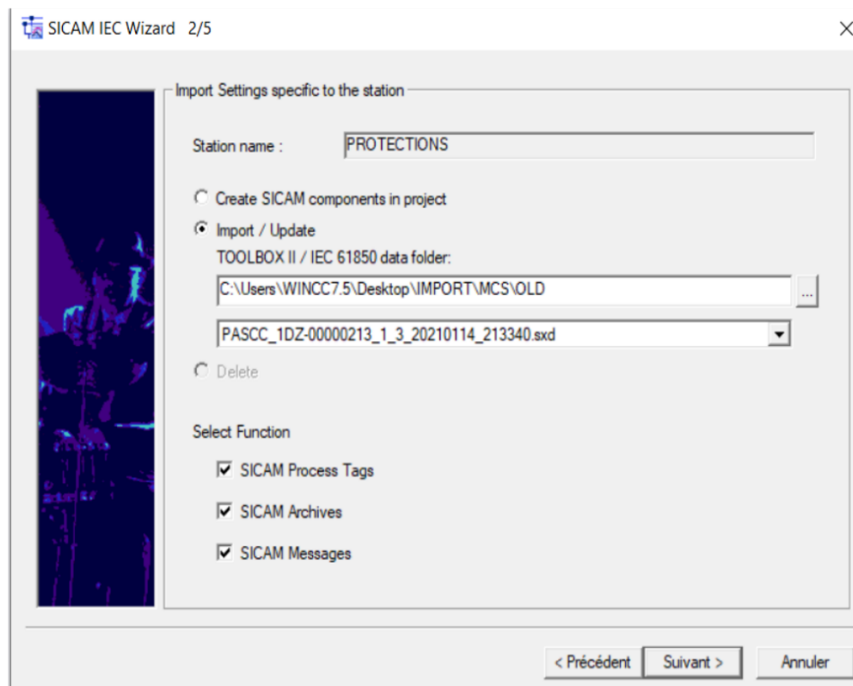 SICAM IEC Wizard 2/5
Import Settings specific to the station
Station name : PROTECTIONS
Create SICAM components in project
Import / Update
TOOLBOX II / IEC 61850 data folder:
C:\Users\WINCC7.5\Desktop\IMPORT\MCS\OLD
...
PASCC_1DZ-00000213_1_3_20210114_213340.sxd
Delete
Select Function
SICAM Process Tags
SICAM Archives
SICAM Messages
< Précédent Suivant > Annuler